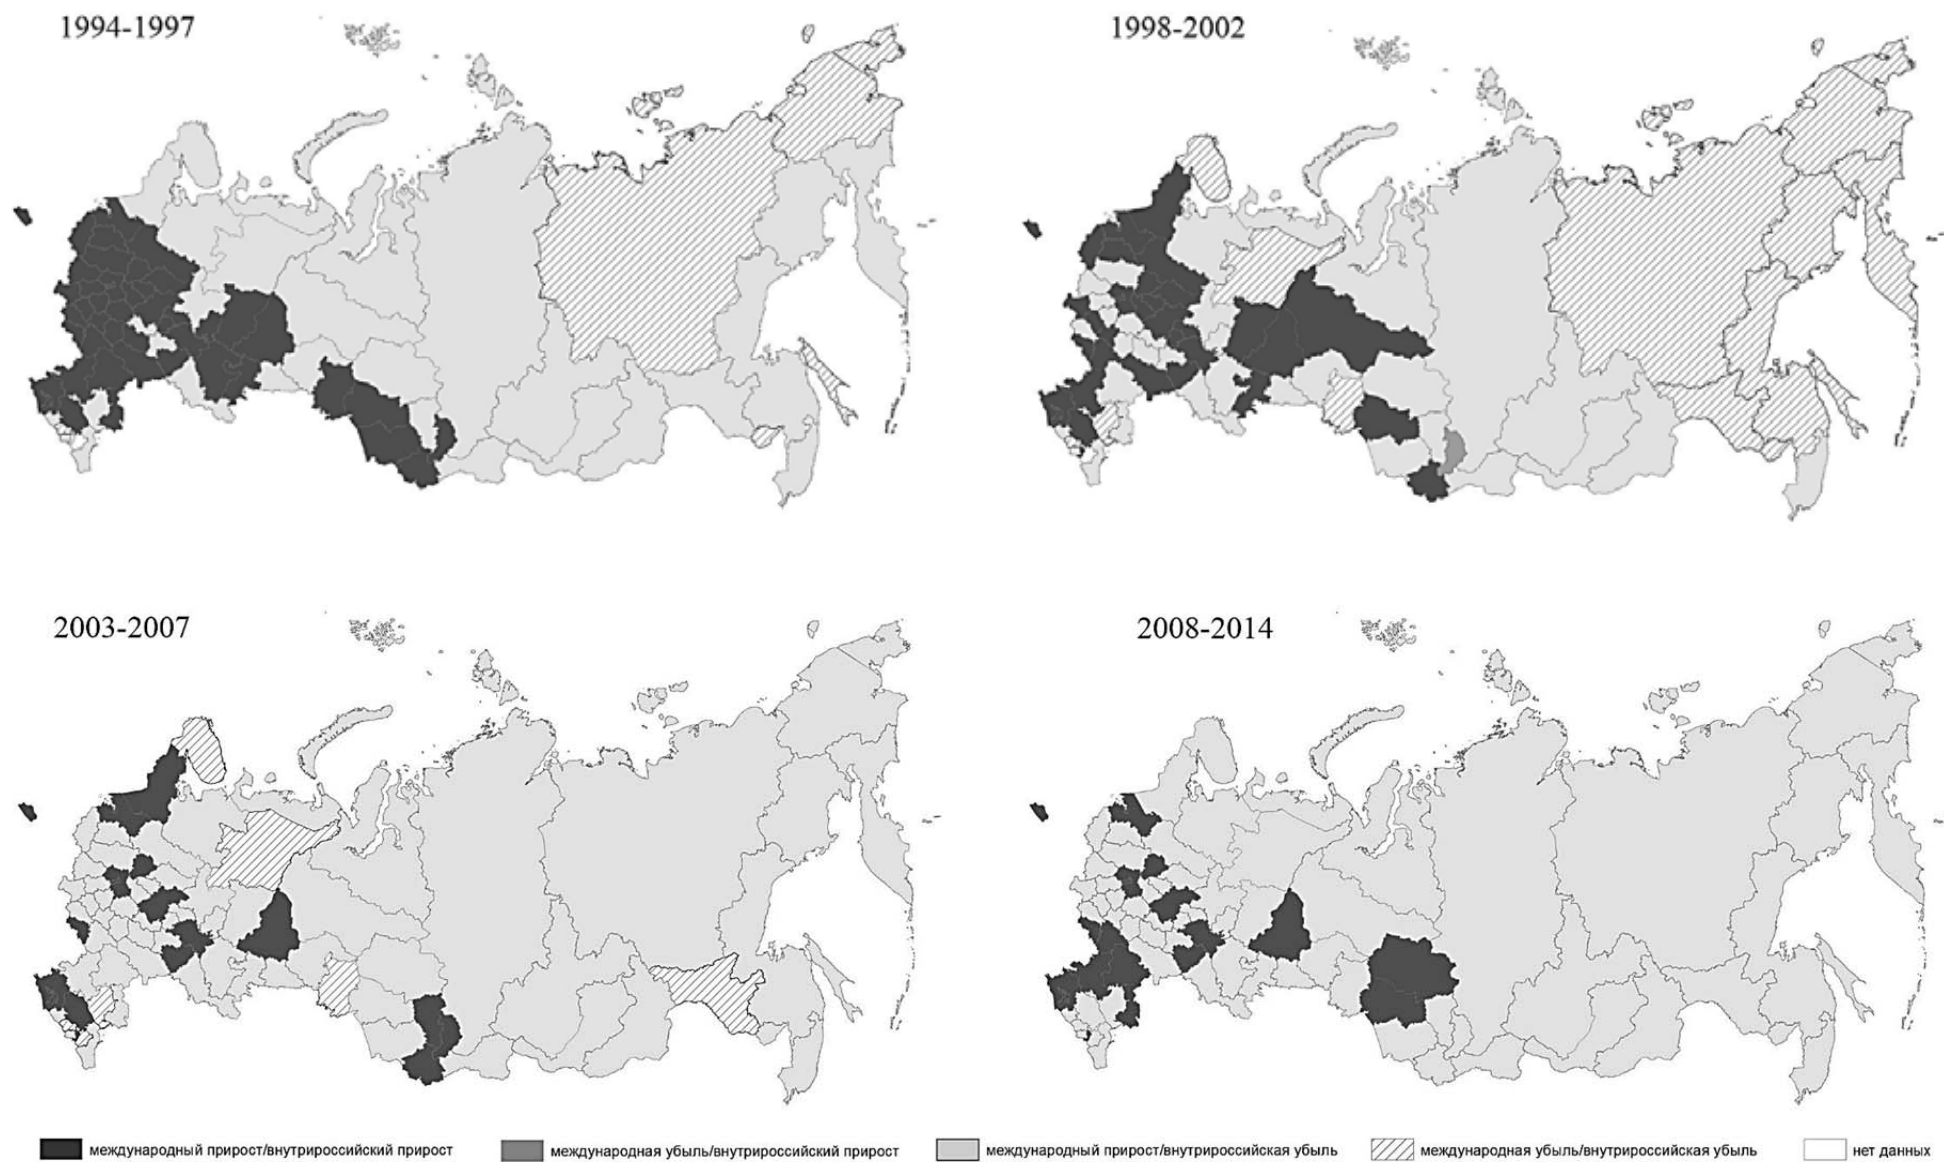 1994-1997
1998-2002
2003-2007
2008-2014
международный прирост/внутрироссийский прирост
международная убыль/внутрироссийский прирост
международный прирост/внутрироссийская убыль
международная убыль/внутрироссийская убыль
нет данных